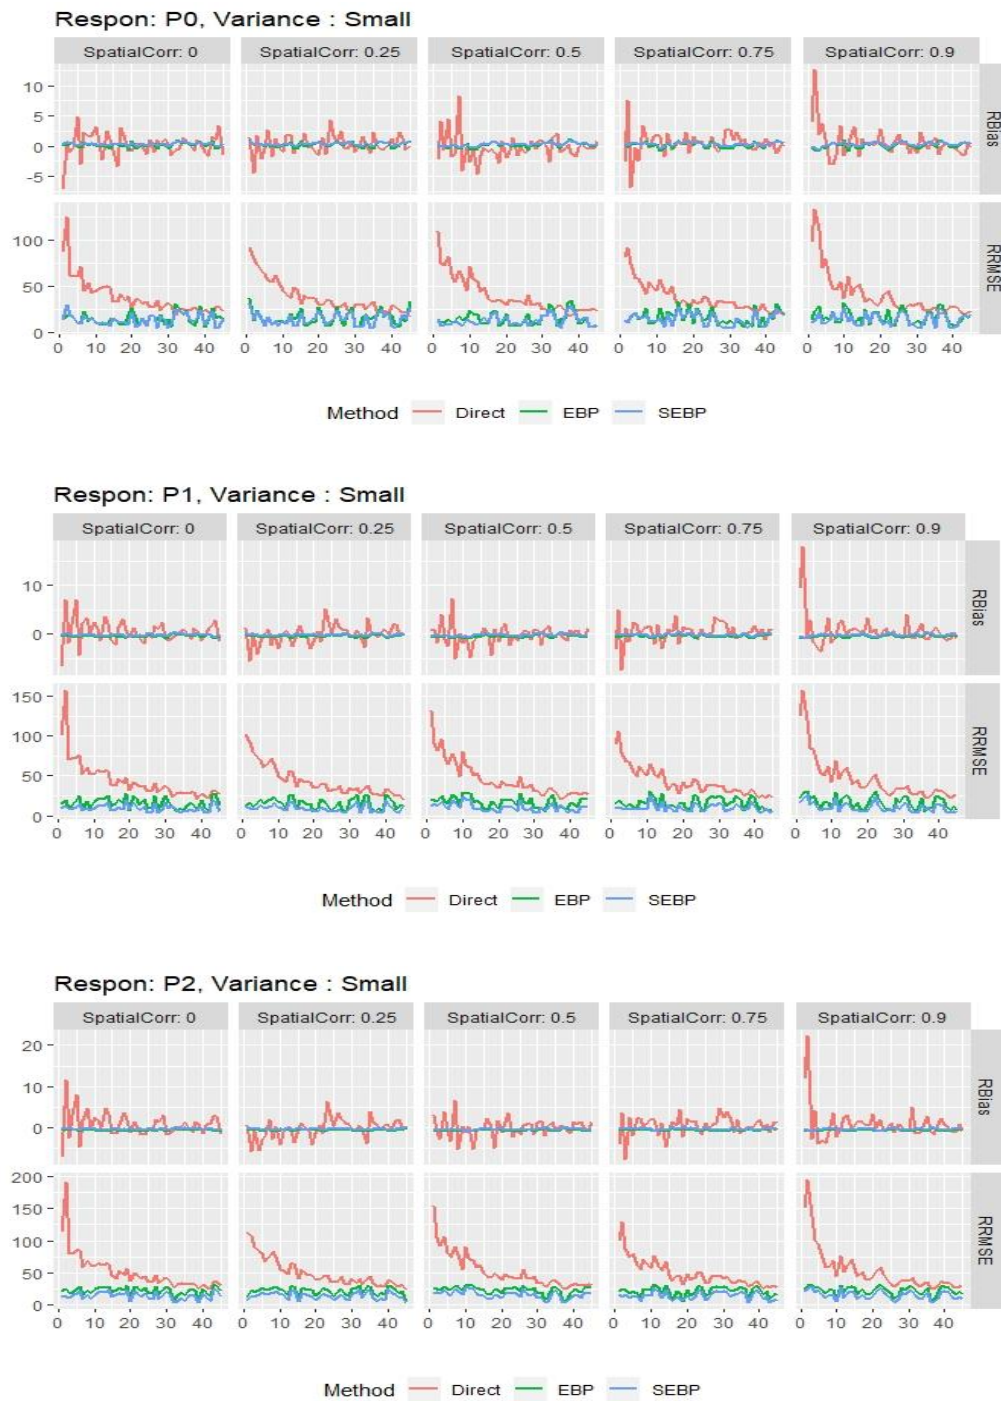 Respon: P0, Variance : Small
SpatialCorr: 0 SpatialCorr: 0.25 SpatialCorr: 0.5 SpatialCorr: 0.75 SpatialCorr: 0.9
10
5
0
-5
RBias
100
50
0
RRMSE
0 10 20 30 40 0 10 20 30 40 0 10 20 30 40 0 10 20 30 40 0 10 20 30 40
Method Direct EBP SEBP
Respon: P1, Variance : Small
SpatialCorr: 0 SpatialCorr: 0.25 SpatialCorr: 0.5 SpatialCorr: 0.75 SpatialCorr: 0.9
10
0
RBias
150
100
50
0
RRMSE
0 10 20 30 40 0 10 20 30 40 0 10 20 30 40 0 10 20 30 40 0 10 20 30 40
Method Direct EBP SEBP
Respon: P2, Variance : Small
SpatialCorr: 0 SpatialCorr: 0.25 SpatialCorr: 0.5 SpatialCorr: 0.75 SpatialCorr: 0.9
20
10
0
RBias
200
150
100
50
0
RRMSE
0 10 20 30 40 0 10 20 30 40 0 10 20 30 40 0 10 20 30 40 0 10 20 30 40
Method Direct EBP SEBP